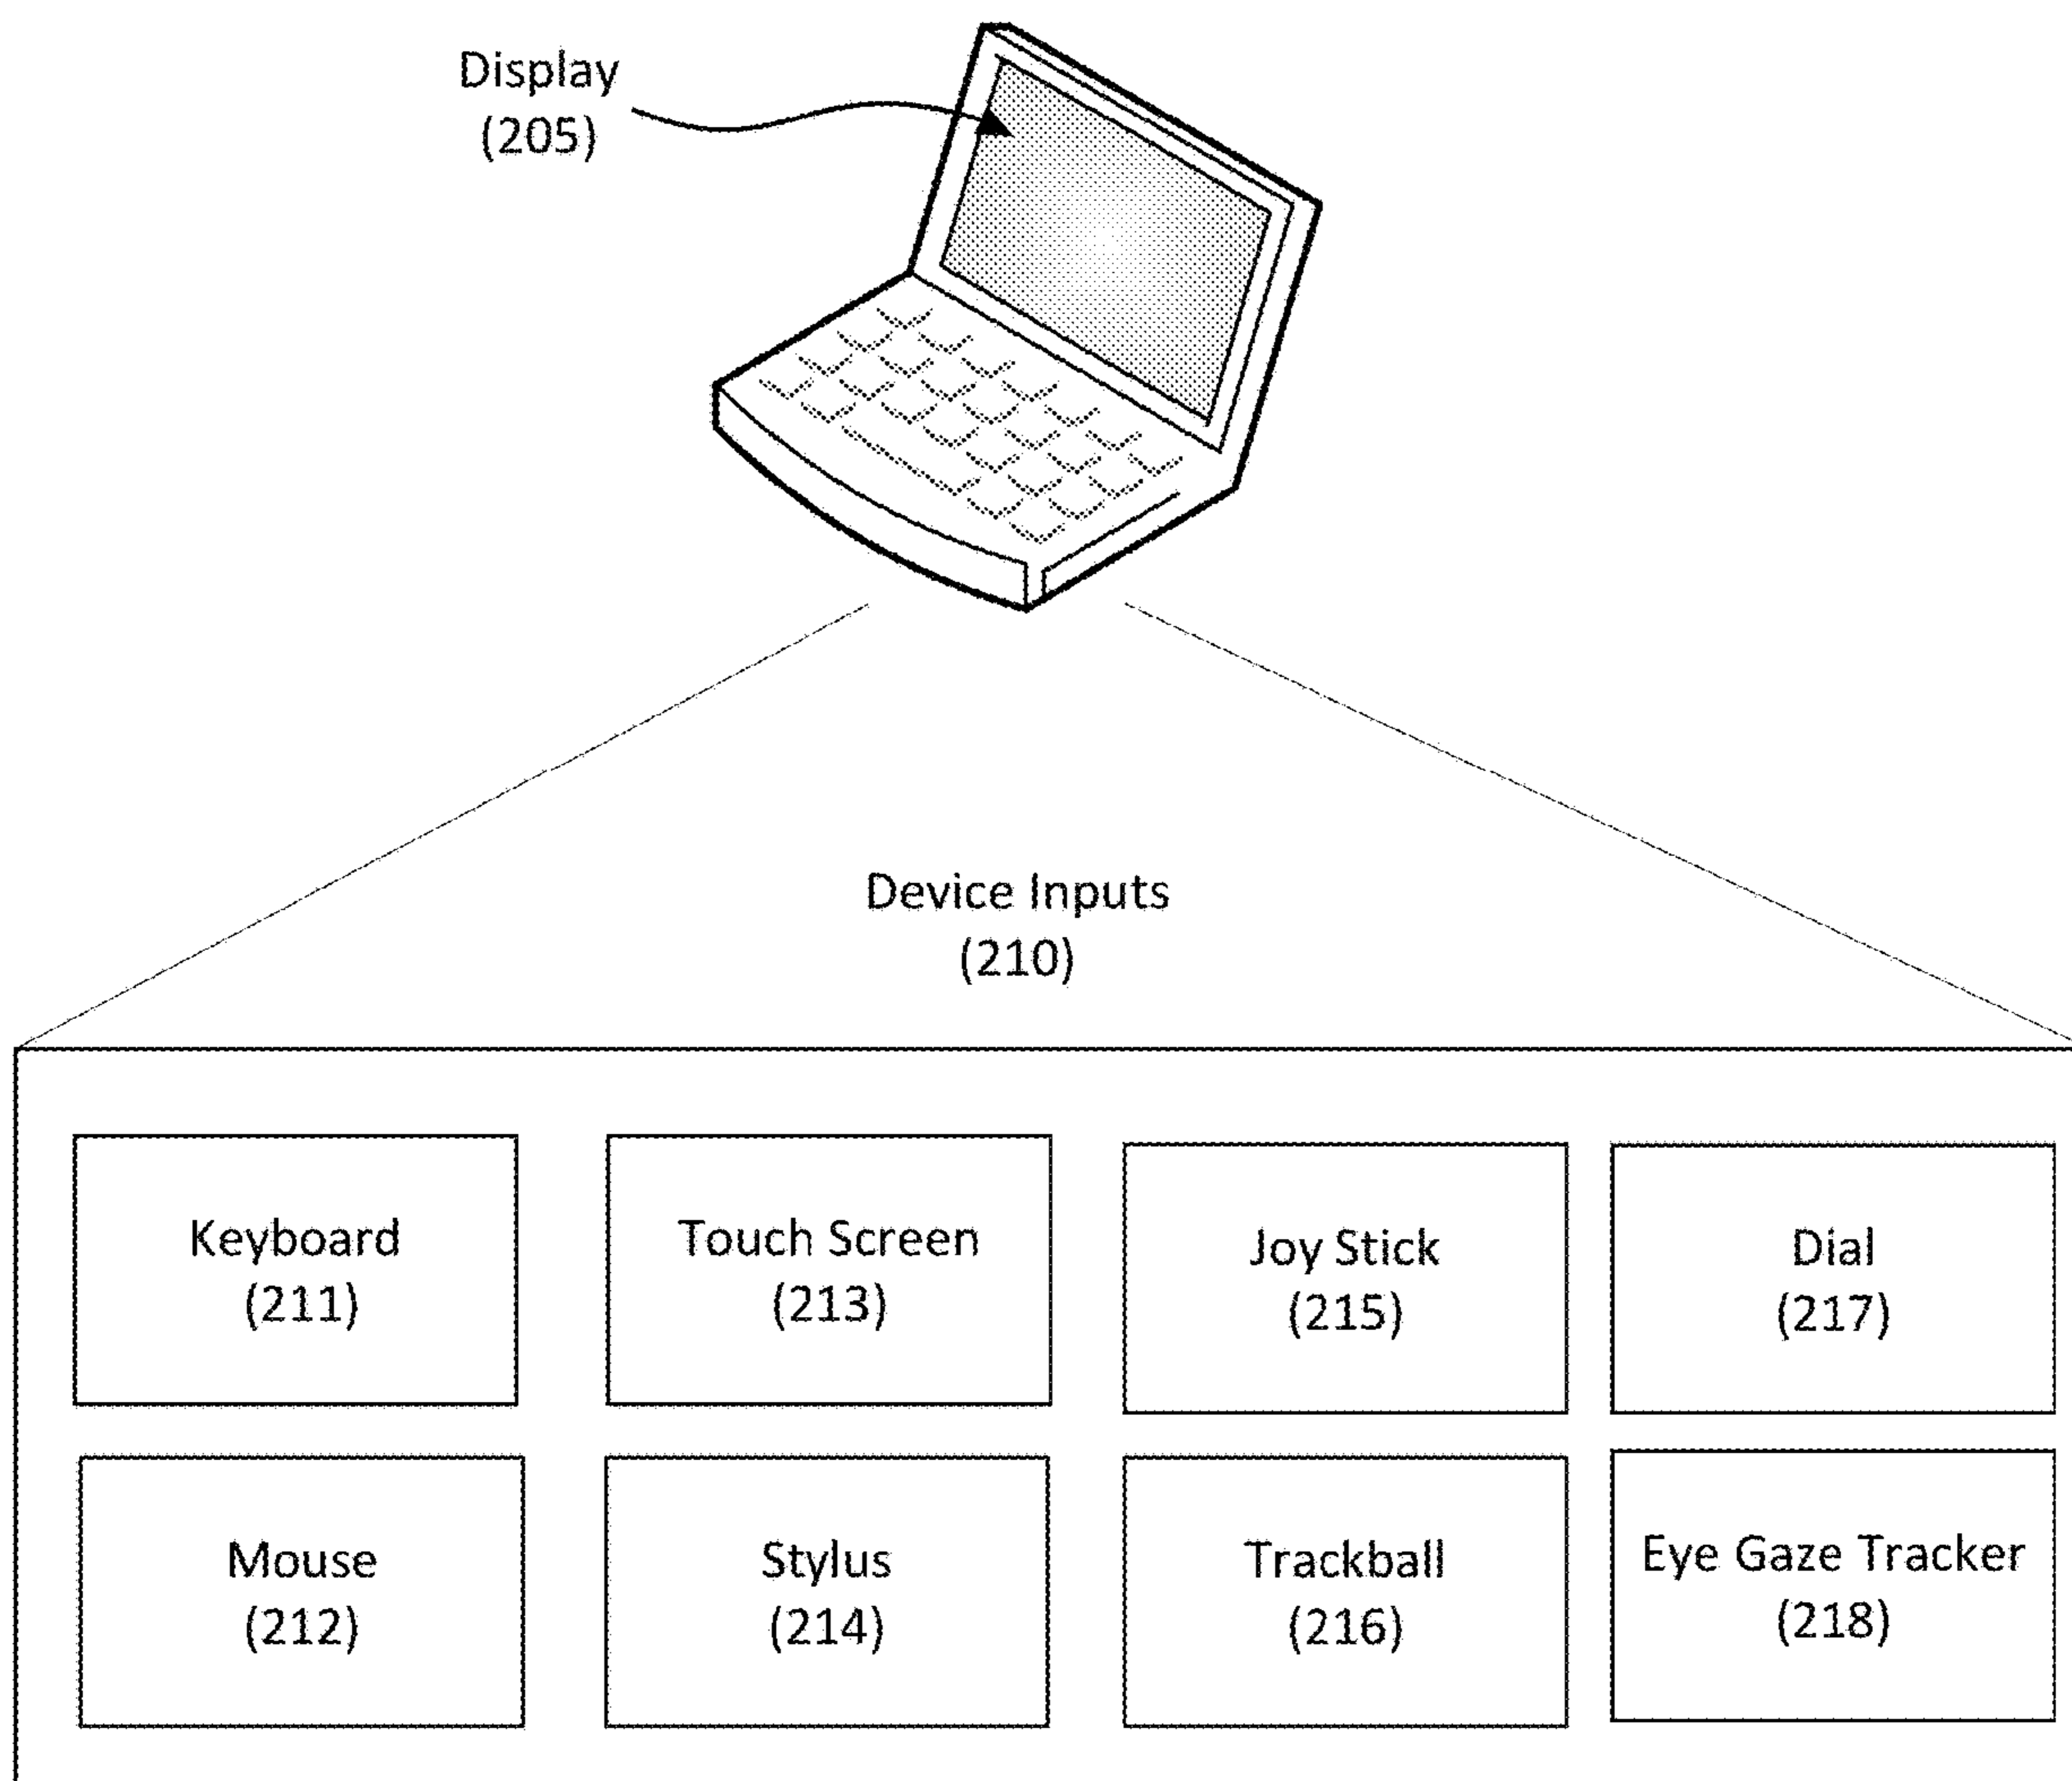 Display
(205)
Device Inputs
(210)
Keyboard
(211)
Touch Screen
(213)
Joy Stick
(215)
Dial
(217)
Mouse
(212)
Stylus
(214)
Trackball
(216)
Eye Gaze Tracker
(218)